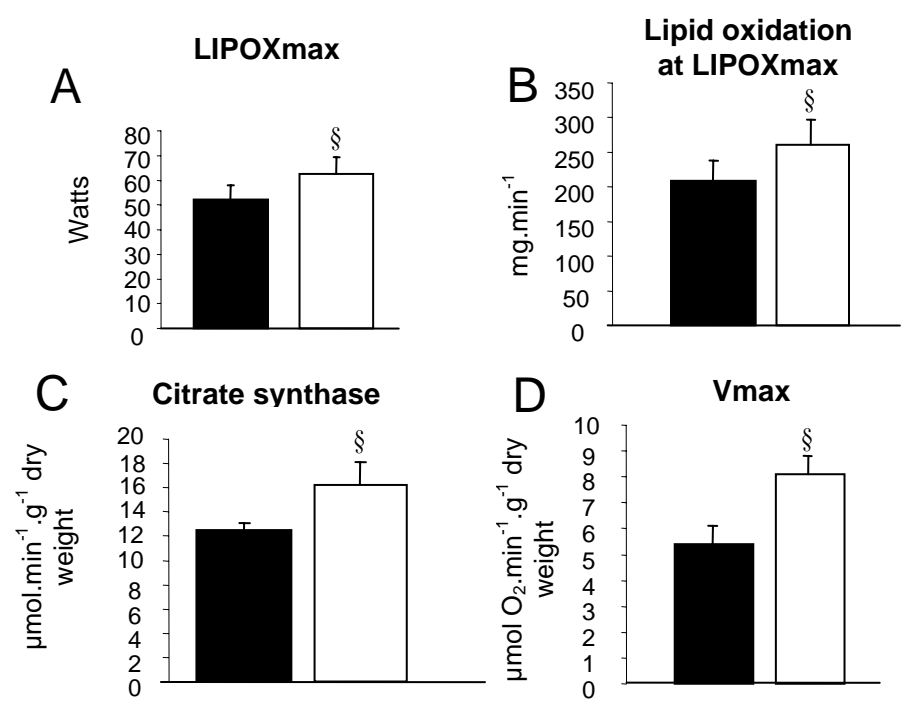 A
LIPOXmax
Watts
80
70
60
50
40
30
20
10
0
§
B
Lipid oxidation
at LIPOXmax
mg.min⁻¹
350
300
250
200
150
100
50
0
§
C
Citrate synthase
µmol.min⁻¹.g⁻¹ dry
weight
20
18
16
14
12
10
8
6
4
2
0
§
D
Vmax
µmol O₂.min⁻¹.g⁻¹ dry
weight
10
9
8
7
6
5
4
3
2
1
0
§